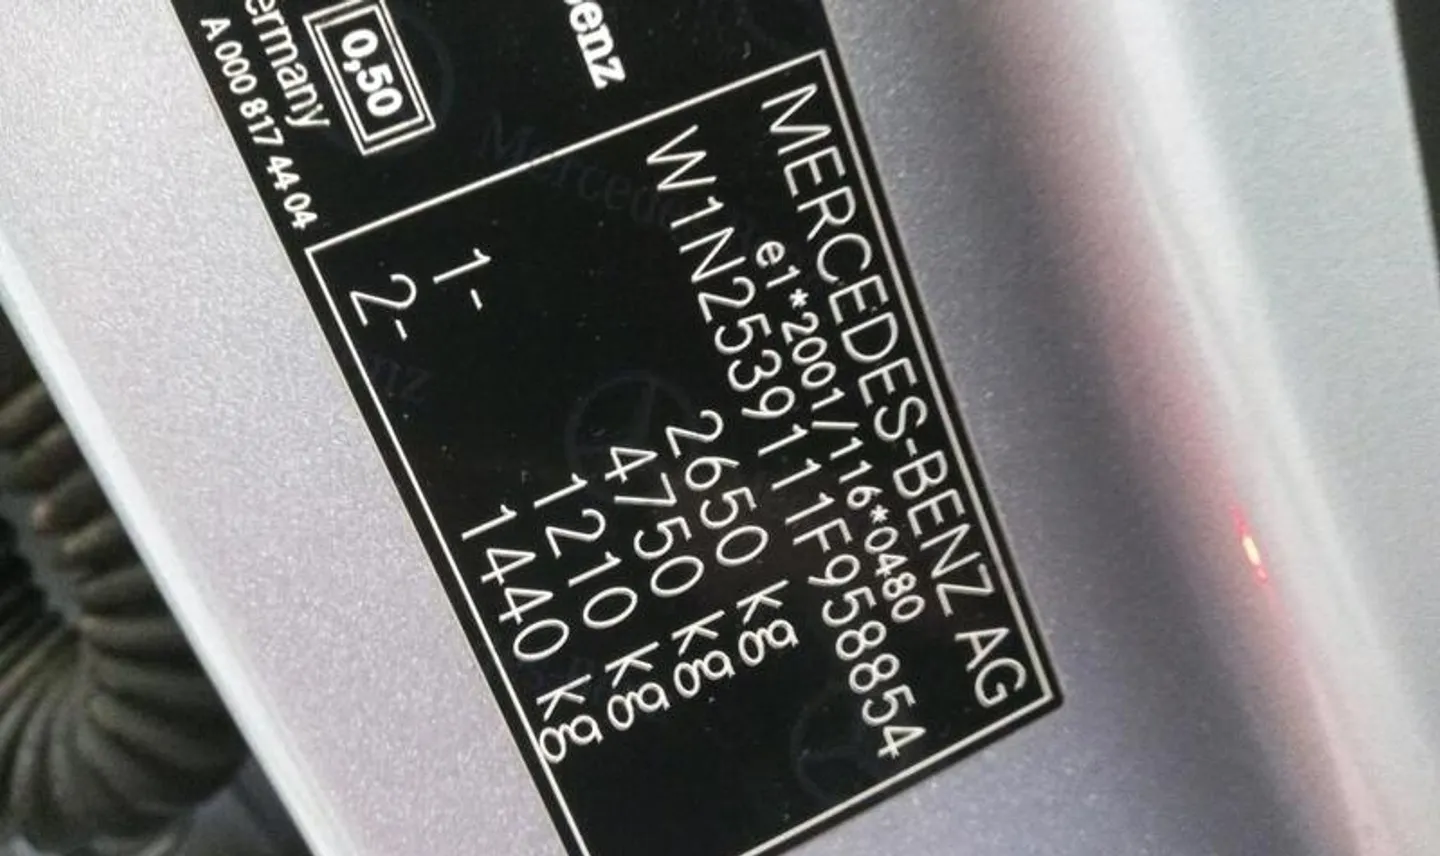 MERCEDES-BENZ AG
e1*2001/116*0480
W1N2539111F958854
2650 kg
4750 kg
1- 1210 kg
2- 1440 kg
enz
0,50
ermany
A 000 817 44 04